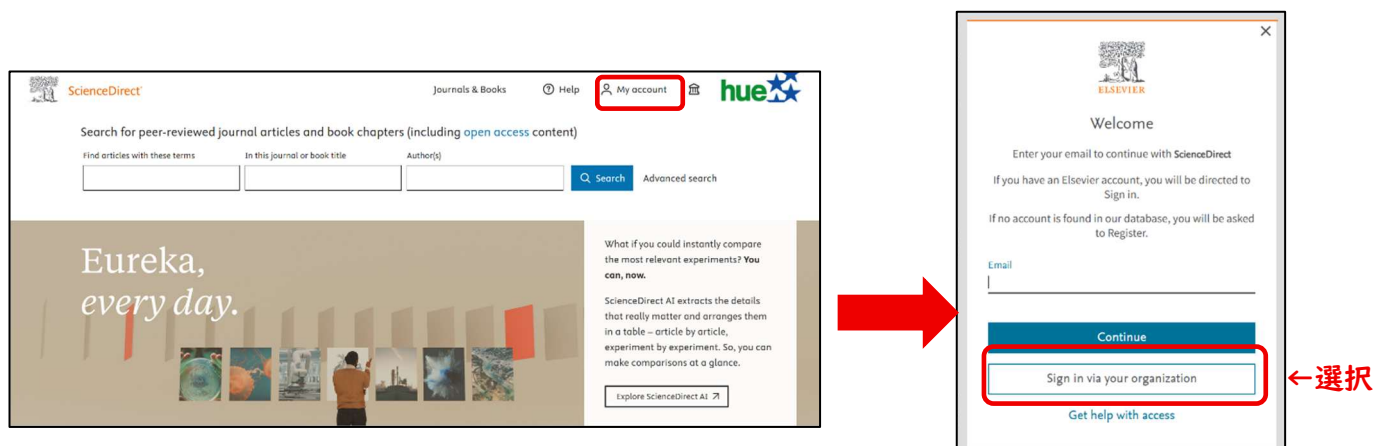 ScienceDirect
Journals & Books
Help
My account
hue
Search for peer-reviewed journal articles and book chapters (including open access content)
Find articles with these terms
In this journal or book title
Author(s)
Search
Advanced search
Eureka,
every day.
What if you could instantly compare
the most relevant experiments? You
can, now.
ScienceDirect AI extracts the details
that really matter and arranges them
in a table – article by article,
experiment by experiment. So, you can
make comparisons at a glance.
Explore ScienceDirect AI
ELSEVIER
Welcome
Enter your email to continue with ScienceDirect
If you have an Elsevier account, you will be directed to
Sign in.
If no account is found in our database, you will be asked
to Register.
Email
Continue
Sign in via your organization
←選択
Get help with access